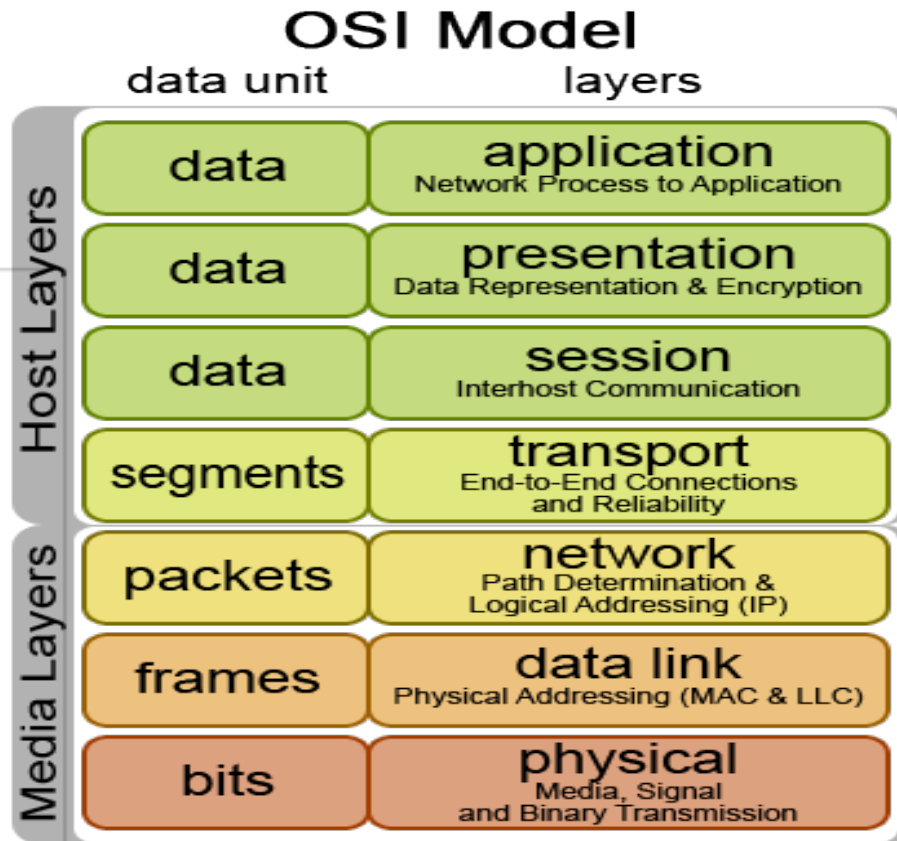 OSI Model
data unit
layers
Host Layers
data
application
Network Process to Application
data
presentation
Data Representation & Encryption
data
session
Interhost Communication
segments
transport
End-to-End Connections
and Reliability
Media Layers
packets
network
Path Determination &
Logical Addressing (IP)
frames
data link
Physical Addressing (MAC & LLC)
bits
physical
Media, Signal
and Binary Transmission